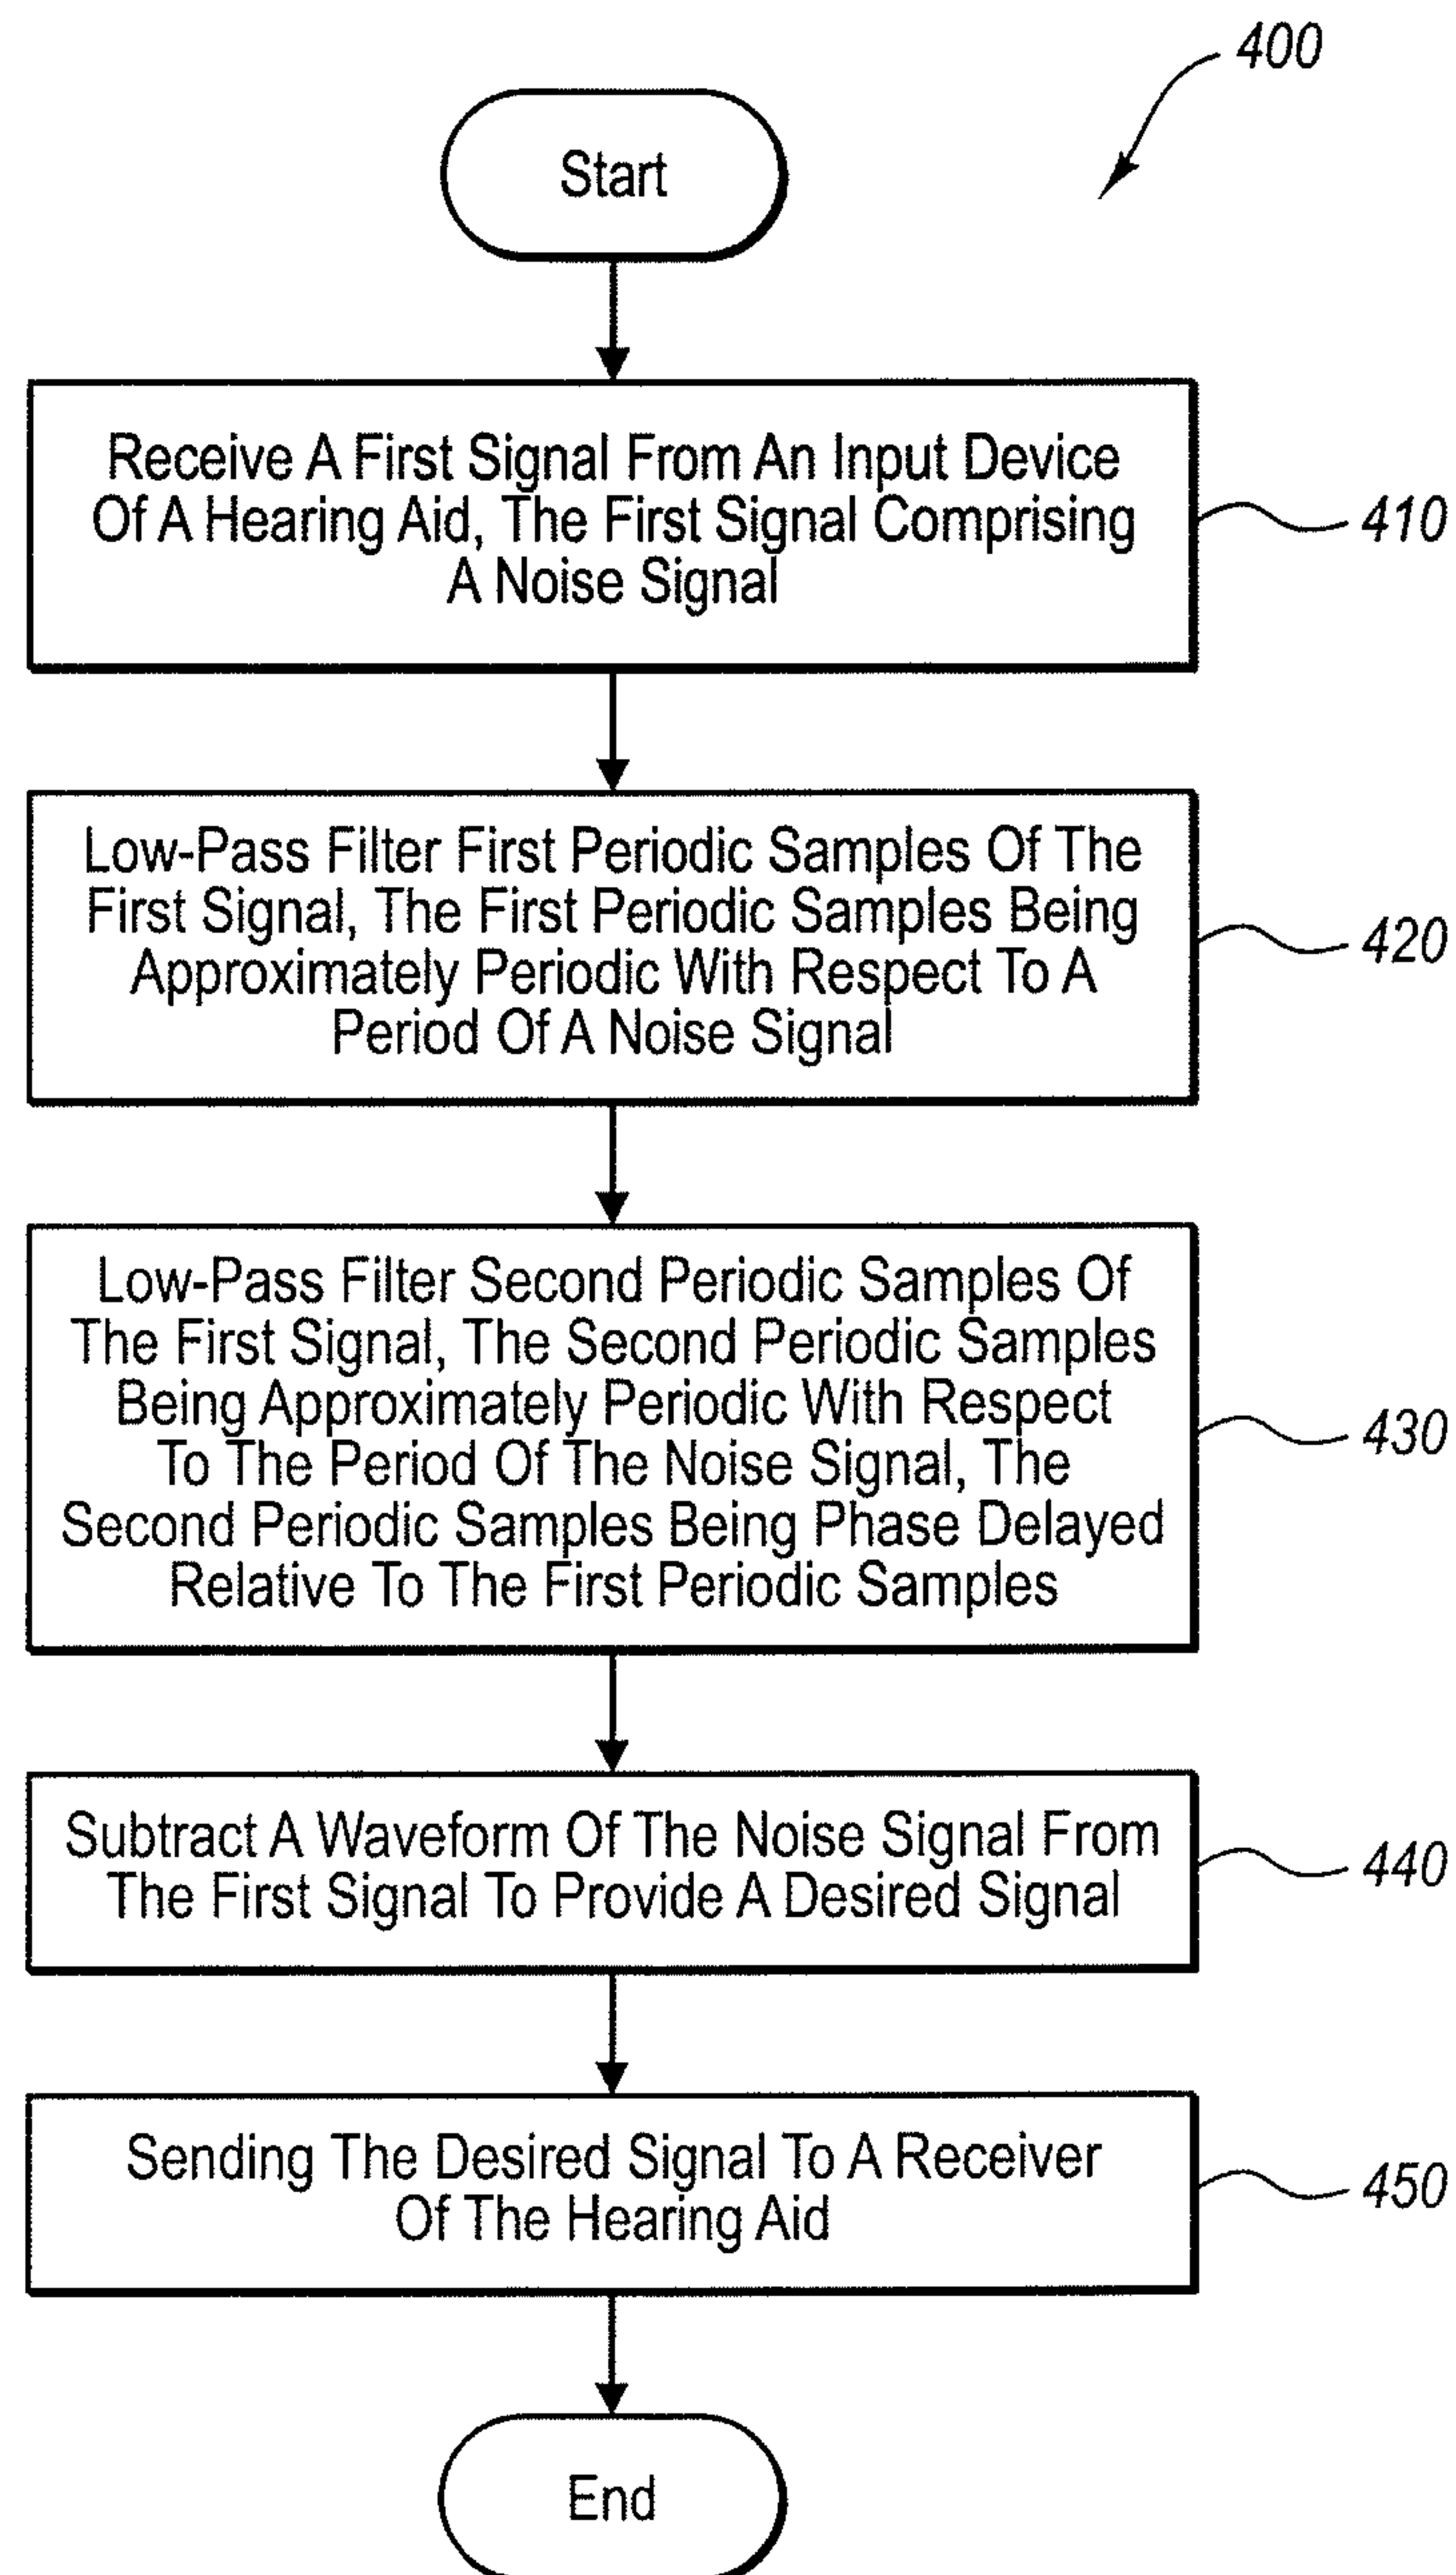 400
Start
Receive A First Signal From An Input Device
Of A Hearing Aid, The First Signal Comprising
A Noise Signal
410
Low-Pass Filter First Periodic Samples Of The
First Signal, The First Periodic Samples Being
Approximately Periodic With Respect To A
Period Of A Noise Signal
420
Low-Pass Filter Second Periodic Samples Of
The First Signal, The Second Periodic Samples
Being Approximately Periodic With Respect
To The Period Of The Noise Signal, The
Second Periodic Samples Being Phase Delayed
Relative To The First Periodic Samples
430
Subtract A Waveform Of The Noise Signal From
The First Signal To Provide A Desired Signal
440
Sending The Desired Signal To A Receiver
Of The Hearing Aid
450
End